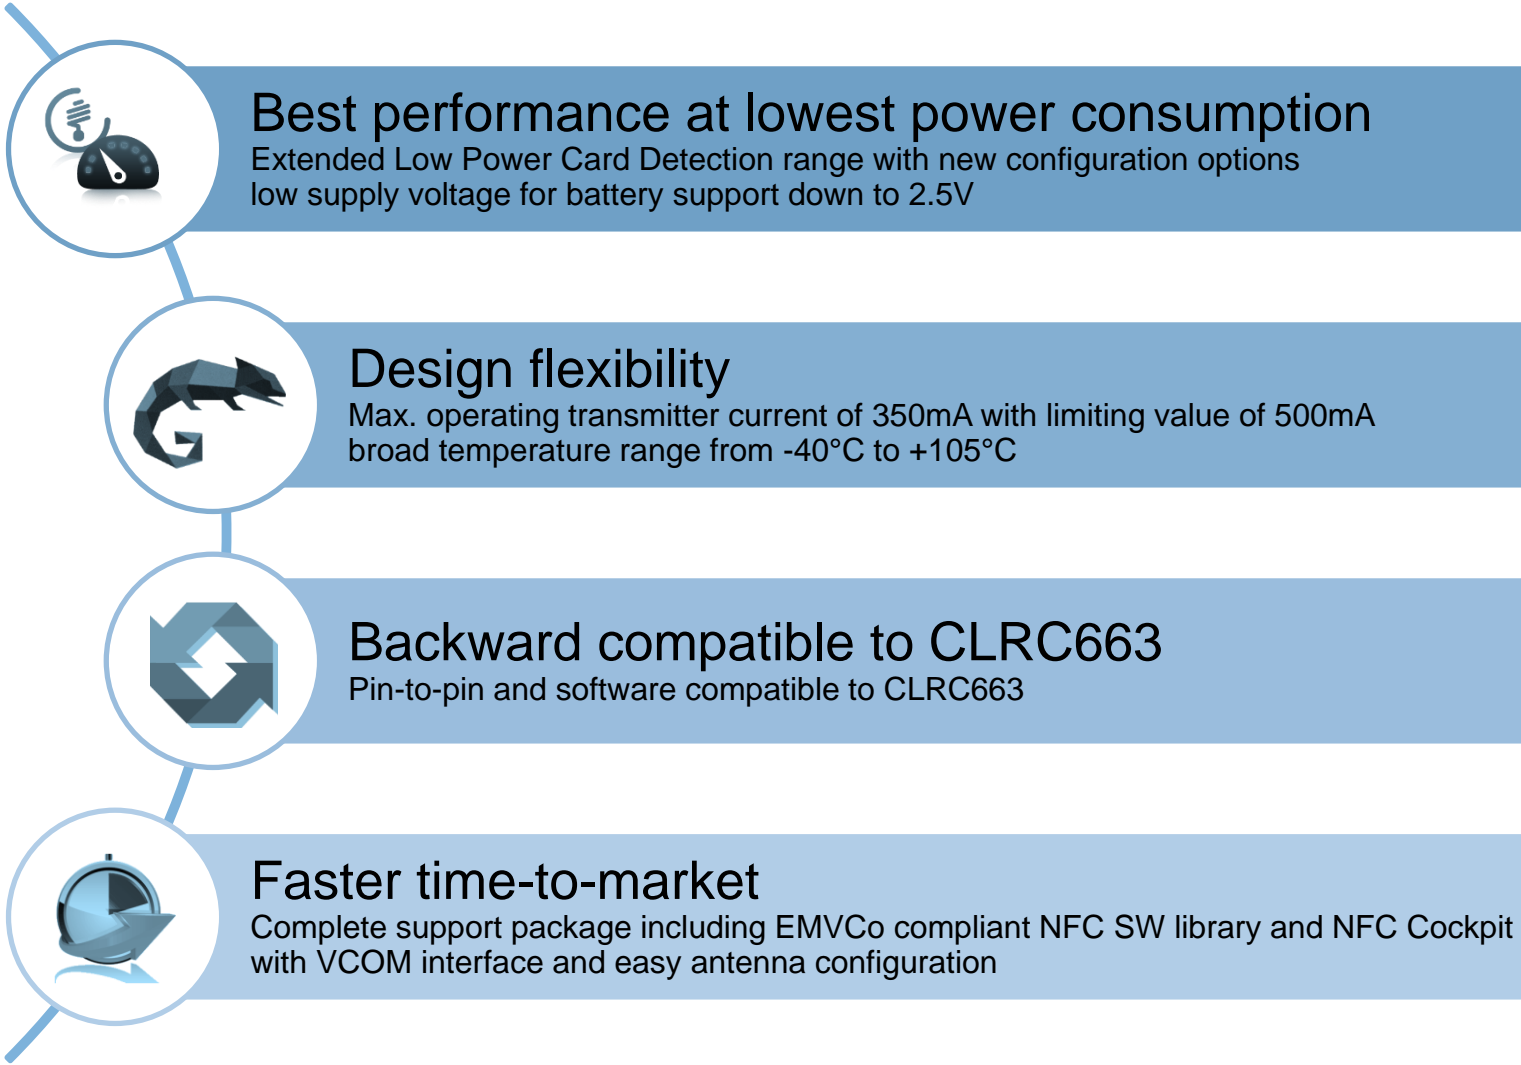 Best performance at lowest power consumption
Extended Low Power Card Detection range with new configuration options
low supply voltage for battery support down to 2.5V
Design flexibility
Max. operating transmitter current of 350mA with limiting value of 500mA
broad temperature range from -40°C to +105°C
Backward compatible to CLRC663
Pin-to-pin and software compatible to CLRC663
Faster time-to-market
Complete support package including EMVCo compliant NFC SW library and NFC Cockpit
with VCOM interface and easy antenna configuration